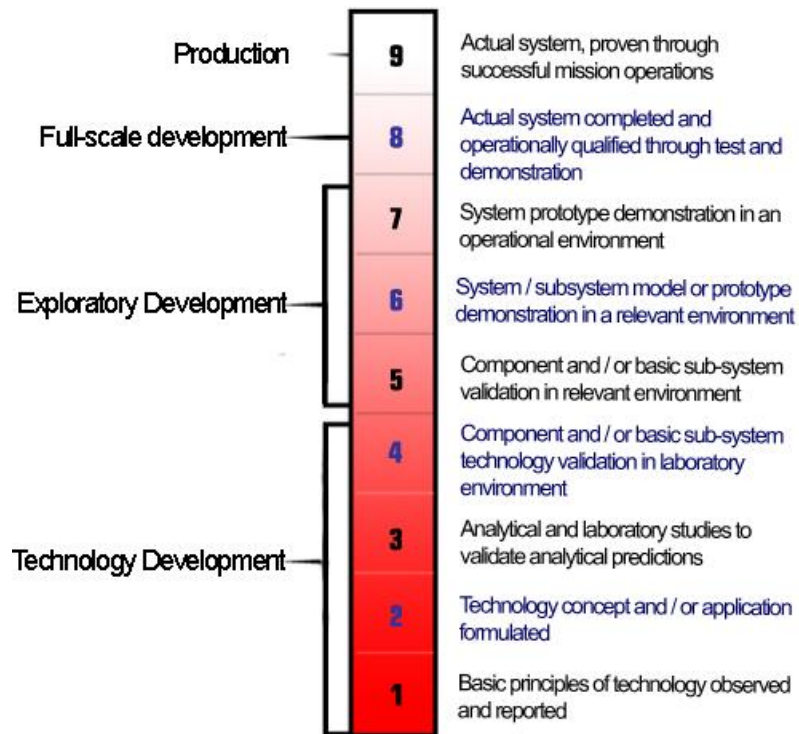 Production
9
Actual system, proven through
successful mission operations
Full-scale development
8
Actual system completed and
operationally qualified through test and
demonstration
7
System prototype demonstration in an
operational environment
Exploratory Development
6
System / subsystem model or prototype
demonstration in a relevant environment
5
Component and / or basic sub-system
validation in relevant environment
4
Component and / or basic sub-system
technology validation in laboratory
environment
Technology Development
3
Analytical and laboratory studies to
validate analytical predictions
2
Technology concept and / or application
formulated
1
Basic principles of technology observed
and reported